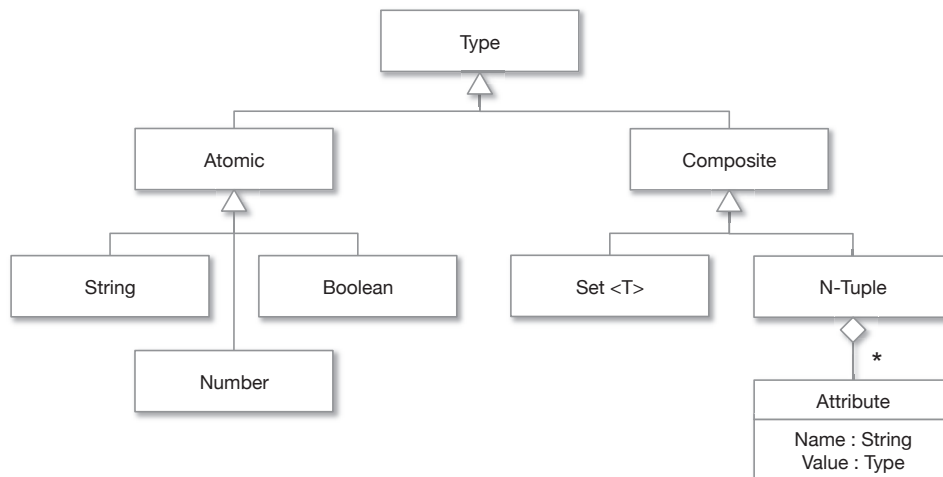 Type
Atomic
Composite
String
Boolean
Set <T>
N-Tuple
*
Number
Attribute
Name : String
Value : Type